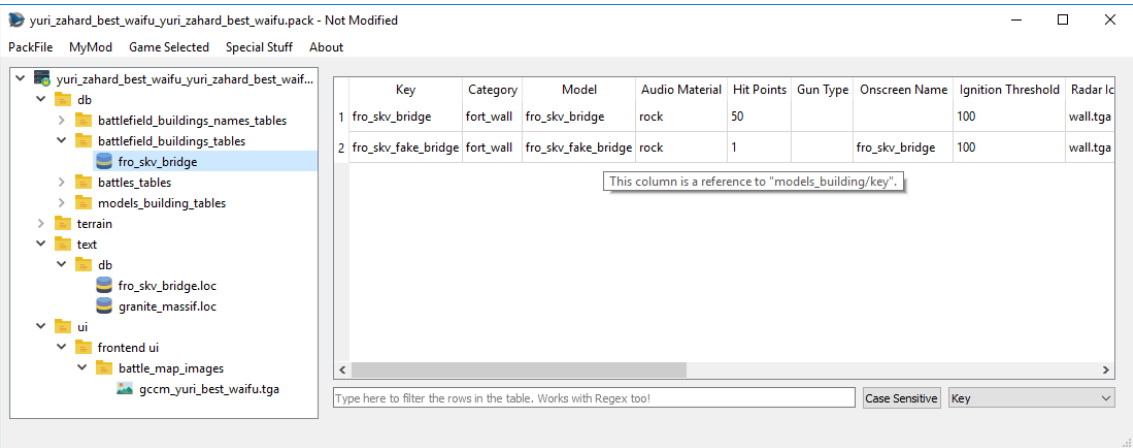 yuri_zahard_best_waifu_yuri_zahard_best_waifu.pack - Not Modified
PackFile MyMod Game Selected Special Stuff About
yuri_zahard_best_waifu_yuri_zahard_best_waif...
db
battlefield_buildings_names_tables
battlefield_buildings_tables
fro_skv_bridge
battles_tables
models_building_tables
terrain
text
db
fro_skv_bridge.loc
granite_massif.loc
ui
frontend ui
battle_map_images
gccm_yuri_best_waifu.tga
Key Category Model Audio Material Hit Points Gun Type Onscreen Name Ignition Threshold Radar Ic
1 fro_skv_bridge fort_wall fro_skv_bridge rock 50 100 wall.tga
2 fro_skv_fake_bridge fort_wall fro_skv_fake_bridge rock 1 fro_skv_bridge 100 wall.tga
This column is a reference to "models_building/key".
Type here to filter the rows in the table. Works with Regex too! Case Sensitive Key